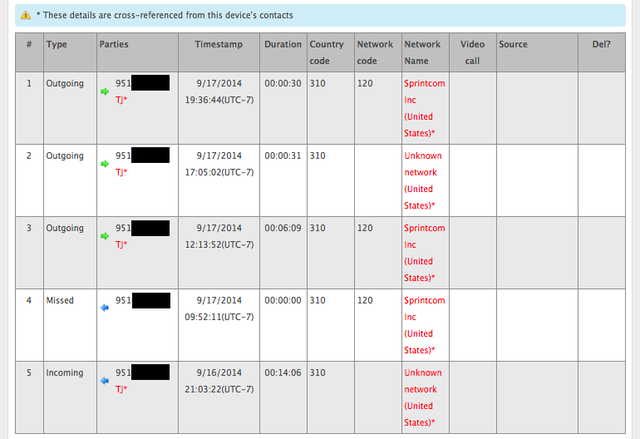 * These details are cross-referenced from this device's contacts
# Type Parties Timestamp Duration Country code Network code Network Name Video call Source Del?
1 Outgoing 951 TJ* 9/17/2014 19:36:44(UTC-7) 00:00:30 310 120 Sprintcom Inc (United States)*
2 Outgoing 951 TJ* 9/17/2014 17:05:02(UTC-7) 00:00:31 310 Unknown network (United States)*
3 Outgoing 951 TJ* 9/17/2014 12:13:52(UTC-7) 00:06:09 310 120 Sprintcom Inc (United States)*
4 Missed 951 9/17/2014 09:52:11(UTC-7) 00:00:00 310 120 Sprintcom Inc (United States)*
5 Incoming 951 TJ* 9/16/2014 21:03:22(UTC-7) 00:14:06 310 Unknown network (United States)*